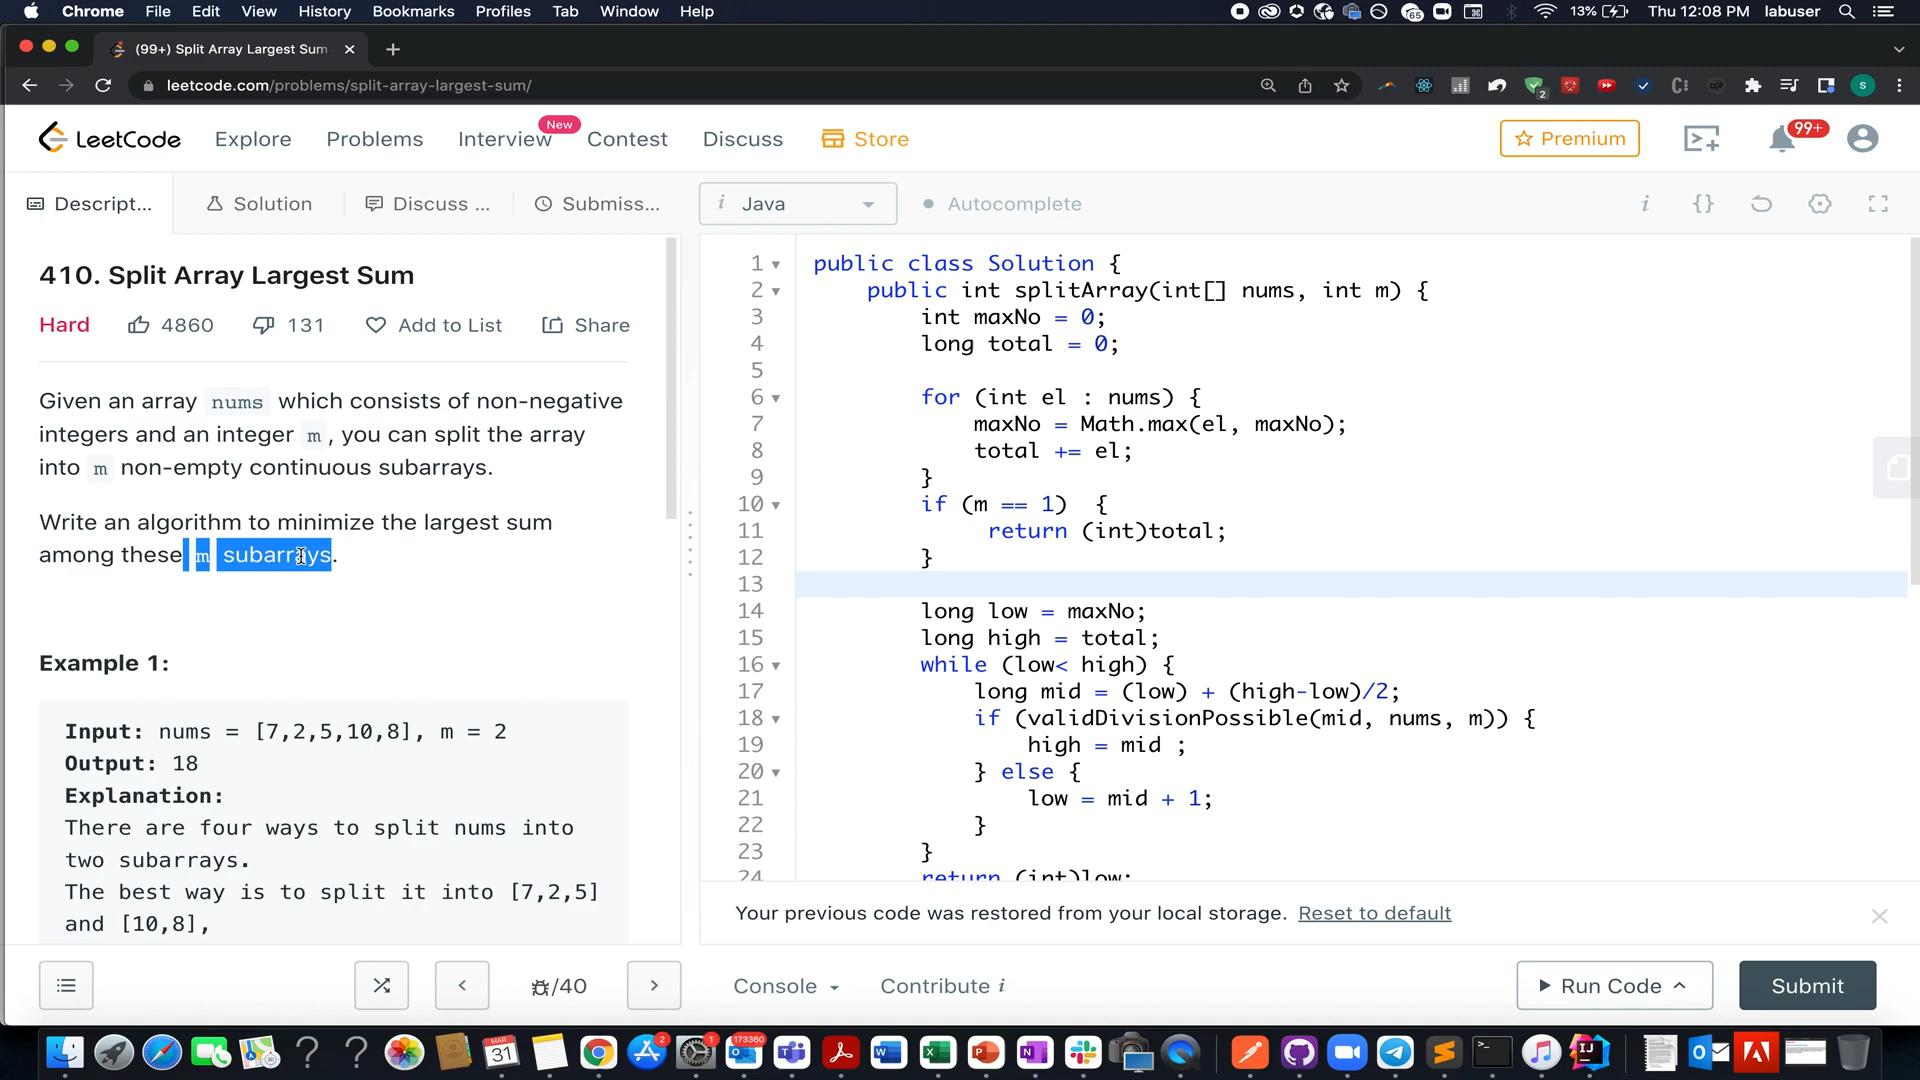 Chrome File Edit View History Bookmarks Profiles Tab Window Help 65 13% Thu 12:08 PM labuser
(99+) Split Array Largest Sum
leetcode.com/problems/split-array-largest-sum/ 2 S
LeetCode Explore Problems Interview New Contest Discuss Store Premium 99+
Descript... Solution Discuss ... Submiss... i Java Autocomplete i {}
410. Split Array Largest Sum
Hard 4860 131 Add to List Share
Given an array nums which consists of non-negative
integers and an integer m, you can split the array
into m non-empty continuous subarrays.
Write an algorithm to minimize the largest sum
among these m subarrays.
Example 1:
Input: nums = [7,2,5,10,8], m = 2
Output: 18
Explanation:
There are four ways to split nums into
two subarrays.
The best way is to split it into [7,2,5]
and [10,8],
1 public class Solution {
2 public int splitArray(int[] nums, int m) {
3 int maxNo = 0;
4 long total = 0;
5
6 for (int el : nums) {
7 maxNo = Math.max(el, maxNo);
8 total += el;
9 }
10 if (m == 1) {
11 return (int)total;
12 }
13
14 long low = maxNo;
15 long high = total;
16 while (low< high) {
17 long mid = (low) + (high-low)/2;
18 if (validDivisionPossible(mid, nums, m)) {
19 high = mid ;
20 } else {
21 low = mid + 1;
22 }
23 }
24 return (int)low;
Your previous code was restored from your local storage. Reset to default
/40 Console Contribute i Run Code Submit
MAR 31 2 1 173360